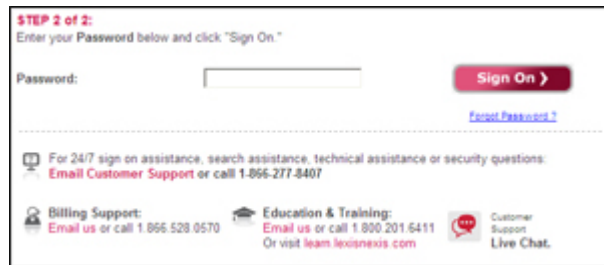 STEP 2 of 2:
Enter your Password below and click "Sign On."
Password:
Sign On ❯
Forgot Password ?
For 24/7 sign on assistance, search assistance, technical assistance or security questions:
Email Customer Support or call 1-866-277-8407
Billing Support:
Email us or call 1.866.528.0570
Education & Training:
Email us or call 1.800.201.6411
Or visit learn.lexisnexis.com
Customer
Support
Live Chat.